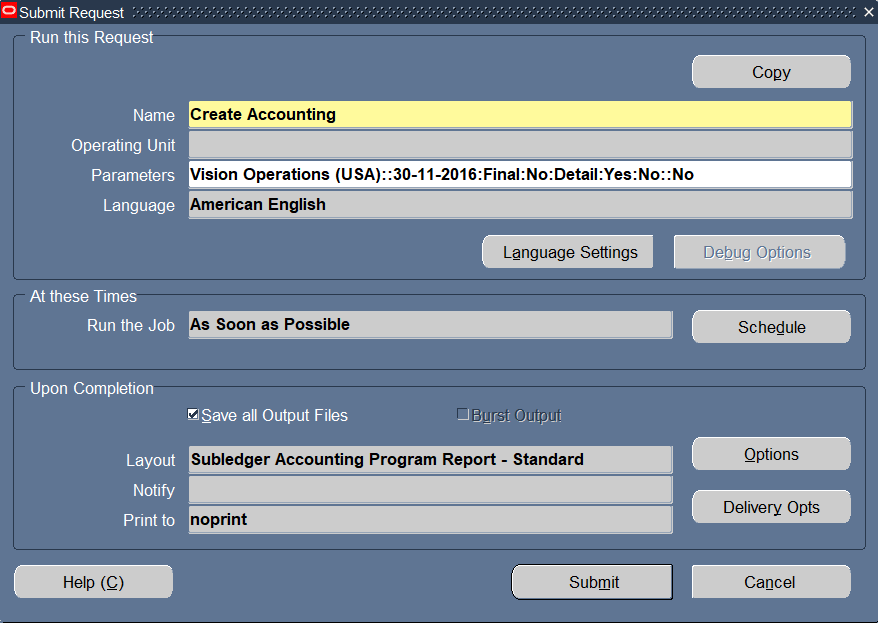 Submit Request
Run this Request
Copy
Name Create Accounting
Operating Unit
Parameters Vision Operations (USA)::30-11-2016:Final:No:Detail:Yes:No::No
Language American English
Language Settings Debug Options
At these Times
Run the Job As Soon as Possible Schedule
Upon Completion
Save all Output Files Burst Output
Layout Subledger Accounting Program Report - Standard Options
Notify
Print to noprint Delivery Opts
Help (C) Submit Cancel